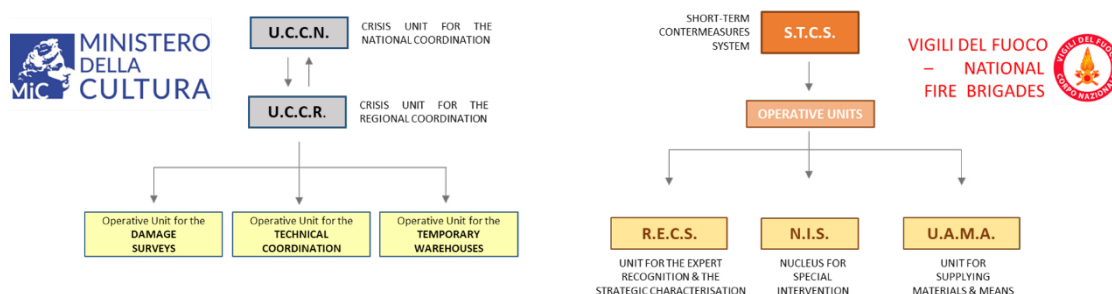 MiC
MINISTERO
DELLA
CULTURA
U.C.C.N.
CRISIS UNIT FOR THE
NATIONAL COORDINATION
U.C.C.R.
CRISIS UNIT FOR THE
REGIONAL COORDINATION
Operative Unit for the
DAMAGE
SURVEYS
Operative Unit for the
TECHNICAL
COORDINATION
Operative Unit for the
TEMPORARY
WAREHOUSES
SHORT-TERM
CONTERMEASURES
SYSTEM
S.T.C.S.
VIGILI DEL FUOCO
– NATIONAL
FIRE BRIGADES
VIGILI DEL FUOCO
CORPO NAZIONALE
OPERATIVE UNITS
R.E.C.S.
UNIT FOR THE EXPERT
RECOGNITION & THE
STRATEGIC CHARACTERISATION
N.I.S.
NUCLEUS FOR
SPECIAL
INTERVENTION
U.A.M.A.
UNIT FOR
SUPPLYING
MATERIALS & MEANS